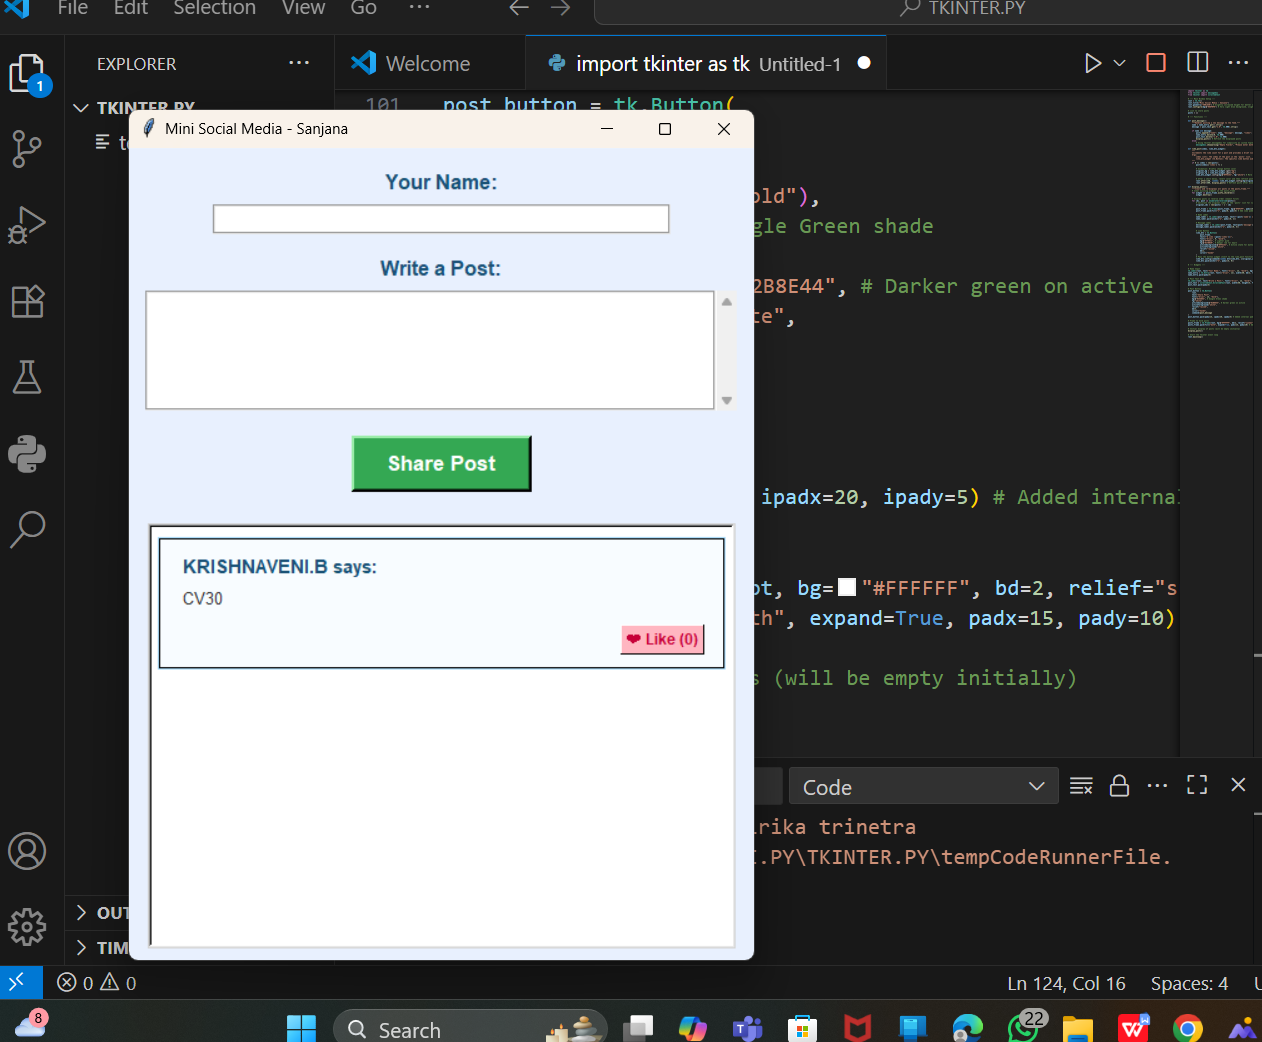 File Edit Selection View Go ··· TKINTER.PY
1
EXPLORER ···
Welcome
import tkinter as tk Untitled-1
TKINTER.PY
101 post_button = tk.Button(
Mini Social Media - Sanjana
Your Name:
old"),
gle Green shade
Write a Post:
2B8E44", # Darker green on active
te",
Share Post
ipadx=20, ipady=5) # Added interna
KRISHNAVENI.B says:
CV30
❤ Like (0)
ot, bg= "#FFFFFF", bd=2, relief="s
th", expand=True, padx=15, pady=10)
s (will be empty initially)
Code
rika trinetra
.PY\TKINTER.PY\tempCodeRunnerFile.
OUT
TIM
0 0
Ln 124, Col 16 Spaces: 4
8
Search
22